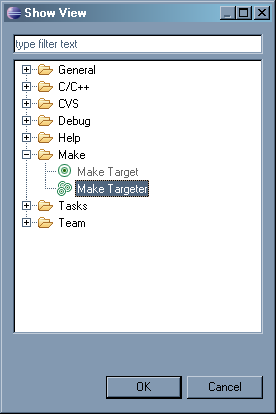 Show View
type filter text
General
C/C++
CVS
Debug
Help
Make
Make Target
Make Targeter
Tasks
Team
OK
Cancel